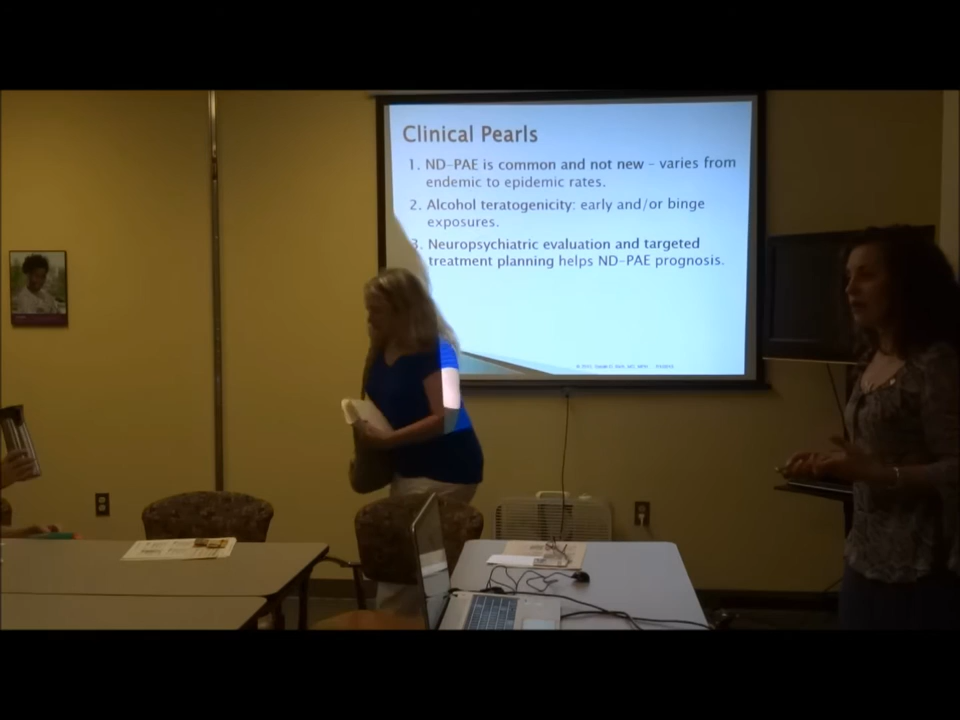 Clinical Pearls
1. ND-PAE is common and not new - varies from
endemic to epidemic rates.
2. Alcohol teratogenicity: early and/or binge
exposures.
3. Neuropsychiatric evaluation and targeted
treatment planning helps ND-PAE prognosis.